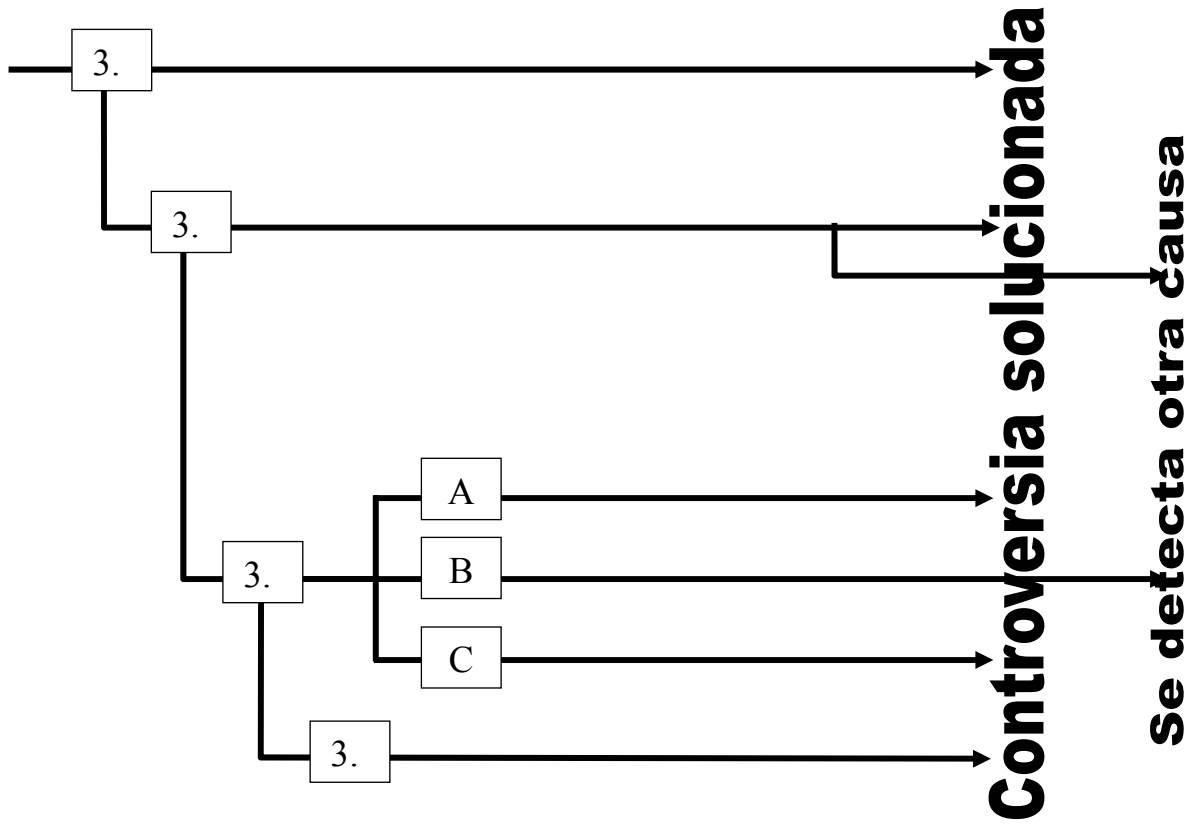 3.
3.
A
3.
B
C
3.
Controversia solucionada
Se detecta otra causa